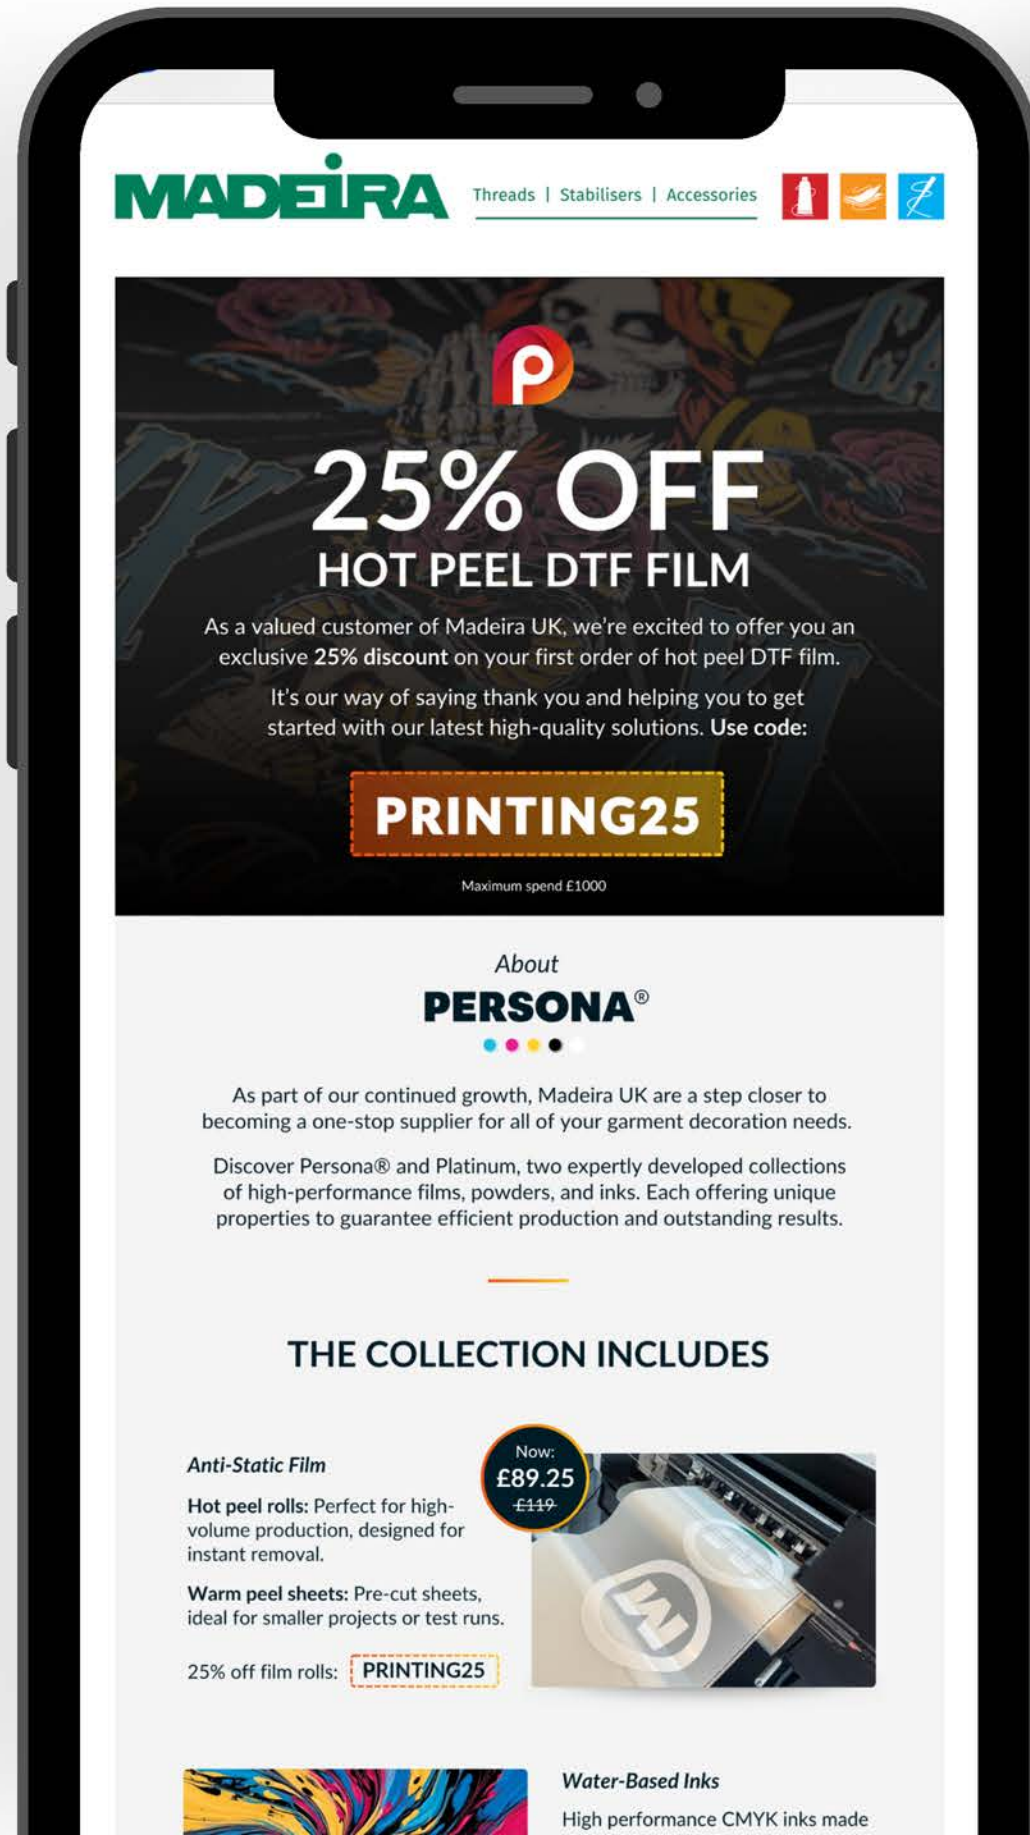 MADEIRA
Threads | Stabilisers | Accessories
25% OFF
HOT PEEL DTF FILM
As a valued customer of Madeira UK, we're excited to offer you an
exclusive 25% discount on your first order of hot peel DTF film.
It's our way of saying thank you and helping you to get
started with our latest high-quality solutions. Use code:
PRINTING25
Maximum spend £1000
About
PERSONA®
As part of our continued growth, Madeira UK are a step closer to
becoming a one-stop supplier for all of your garment decoration needs.
Discover Persona® and Platinum, two expertly developed collections
of high-performance films, powders, and inks. Each offering unique
properties to guarantee efficient production and outstanding results.
THE COLLECTION INCLUDES
Anti-Static Film
Hot peel rolls: Perfect for high-
volume production, designed for
instant removal.
Warm peel sheets: Pre-cut sheets,
ideal for smaller projects or test runs.
25% off film rolls: PRINTING25
Now:
£89.25
£119
Water-Based Inks
High performance CMYK inks made